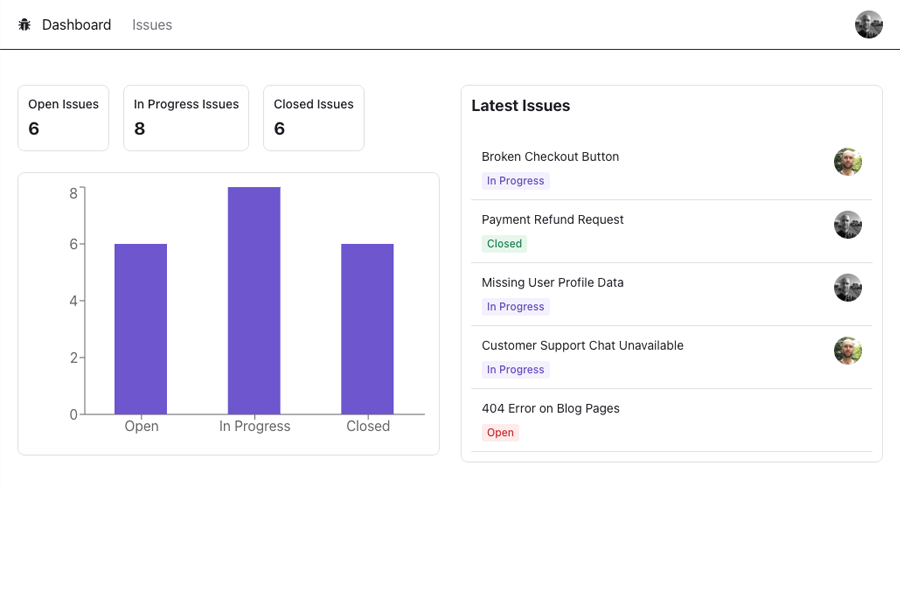 Dashboard Issues
Open Issues
6
In Progress Issues
8
Closed Issues
6
8
6
4
2
0
Open In Progress Closed
Latest Issues
Broken Checkout Button
In Progress
Payment Refund Request
Closed
Missing User Profile Data
In Progress
Customer Support Chat Unavailable
In Progress
404 Error on Blog Pages
Open